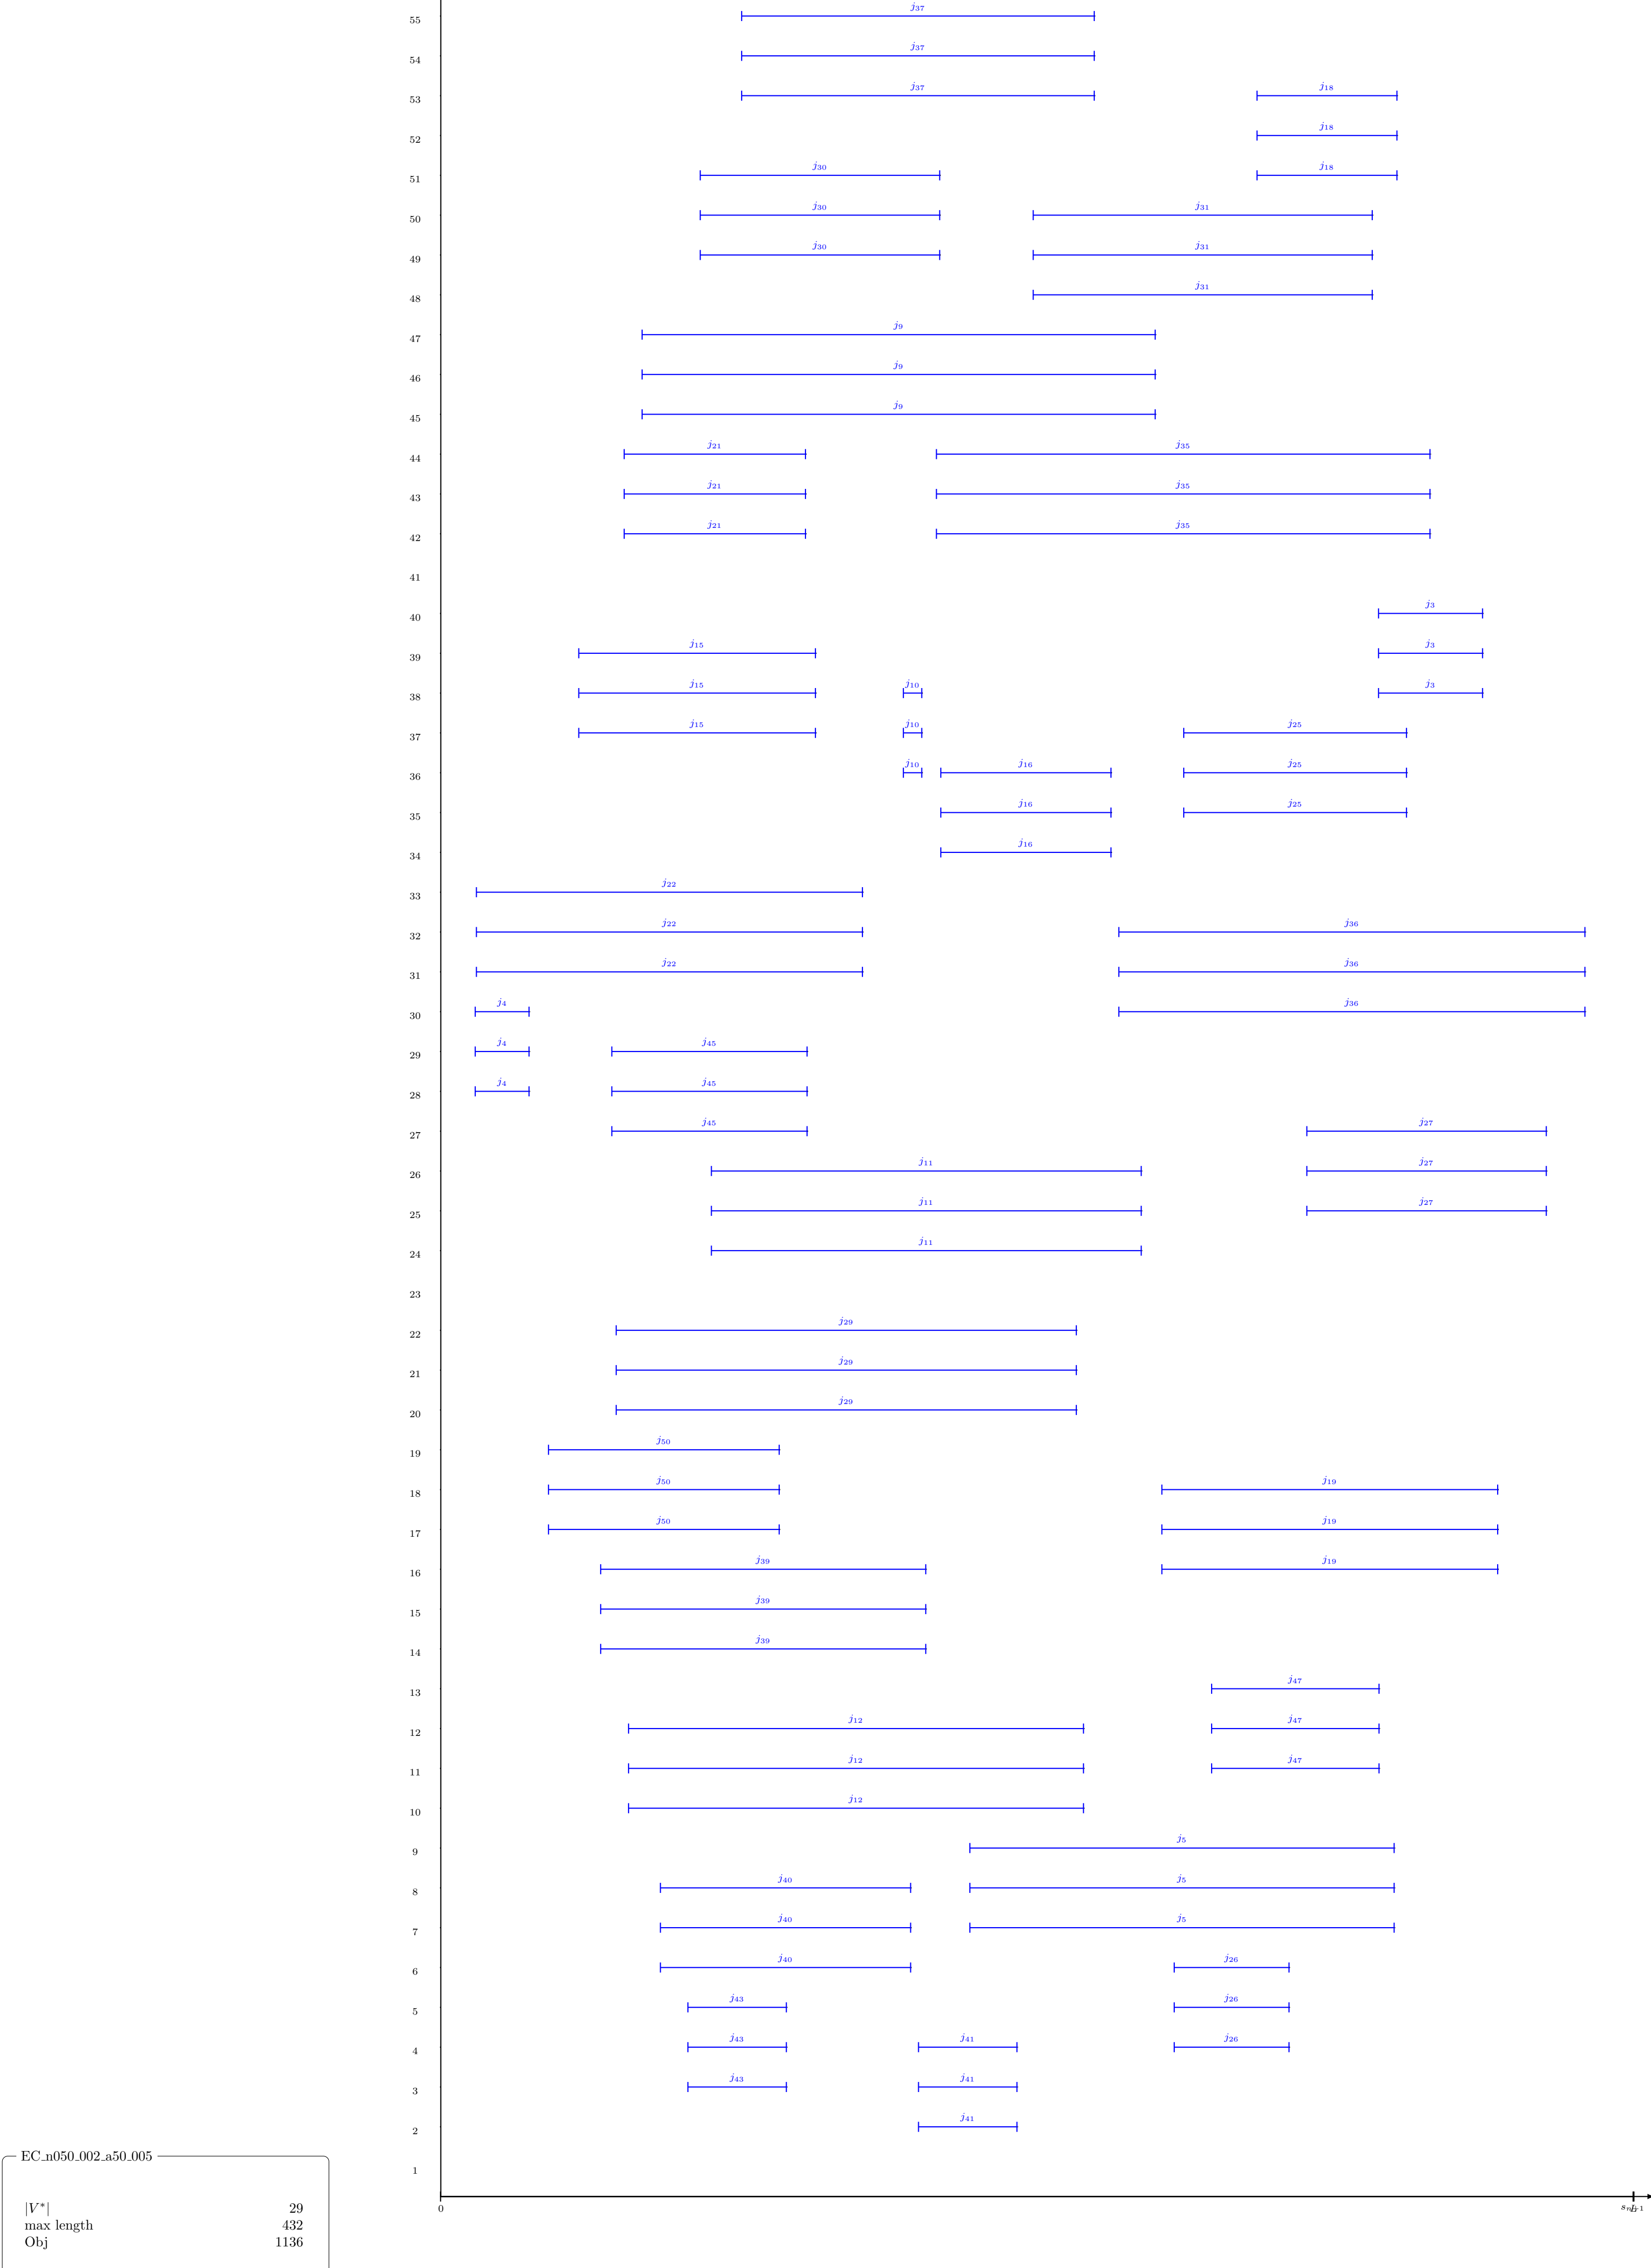 55 j37
54 j37
53 j37 j18
52 j18
51 j30 j18
50 j30 j31
49 j30 j31
48 j31
47 j9
46 j9
45 j9
44 j21 j35
43 j21 j35
42 j21 j35
41
40 j3
39 j15 j3
38 j15 j10 j3
37 j15 j10 j25
36 j10 j16 j25
35 j16 j25
34 j16
33 j22
32 j22 j36
31 j22 j36
30 j4 j36
29 j4 j45
28 j4 j45
27 j45 j27
26 j11 j27
25 j11 j27
24 j11
23
22 j29
21 j29
20 j29
19 j50
18 j50 j19
17 j50 j19
16 j39 j19
15 j39
14 j39
13 j47
12 j12 j47
11 j12 j47
10 j12
9 j5
8 j40 j5
7 j40 j5
6 j40 j26
5 j43 j26
4 j43 j41 j26
3 j43 j41
2 j41
1
0
EC_n050_002_a50_005
|V*| 29
max length 432
Obj 1136